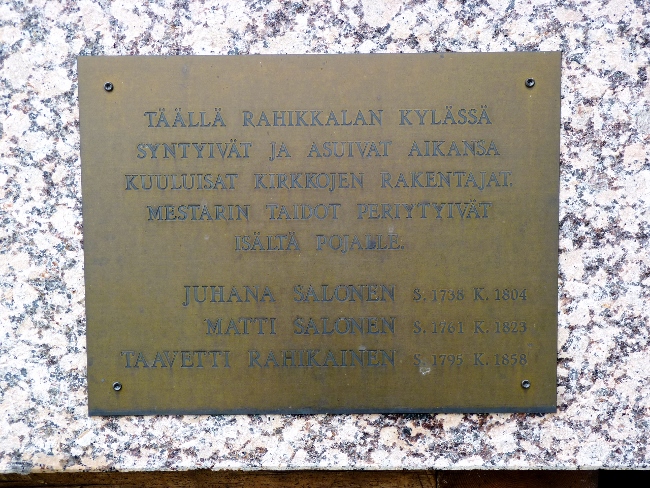 TÄÄLLÄ RAHIKKALAN KYLÄSSÄ
SYNTYIVÄT JA ASUIVAT AIKANSA
KUULUISAT KIRKKOJEN RAKENTAJAT.
MESTARIN TAIDOT PERIYTYIVÄT
ISÄLTÄ POJALLE.
JUHANA SALONEN S. 1738 K. 1804
MATTI SALONEN S. 1761 K. 1823
TAAVETTI RAHIKAINEN S. 1795 K. 1858